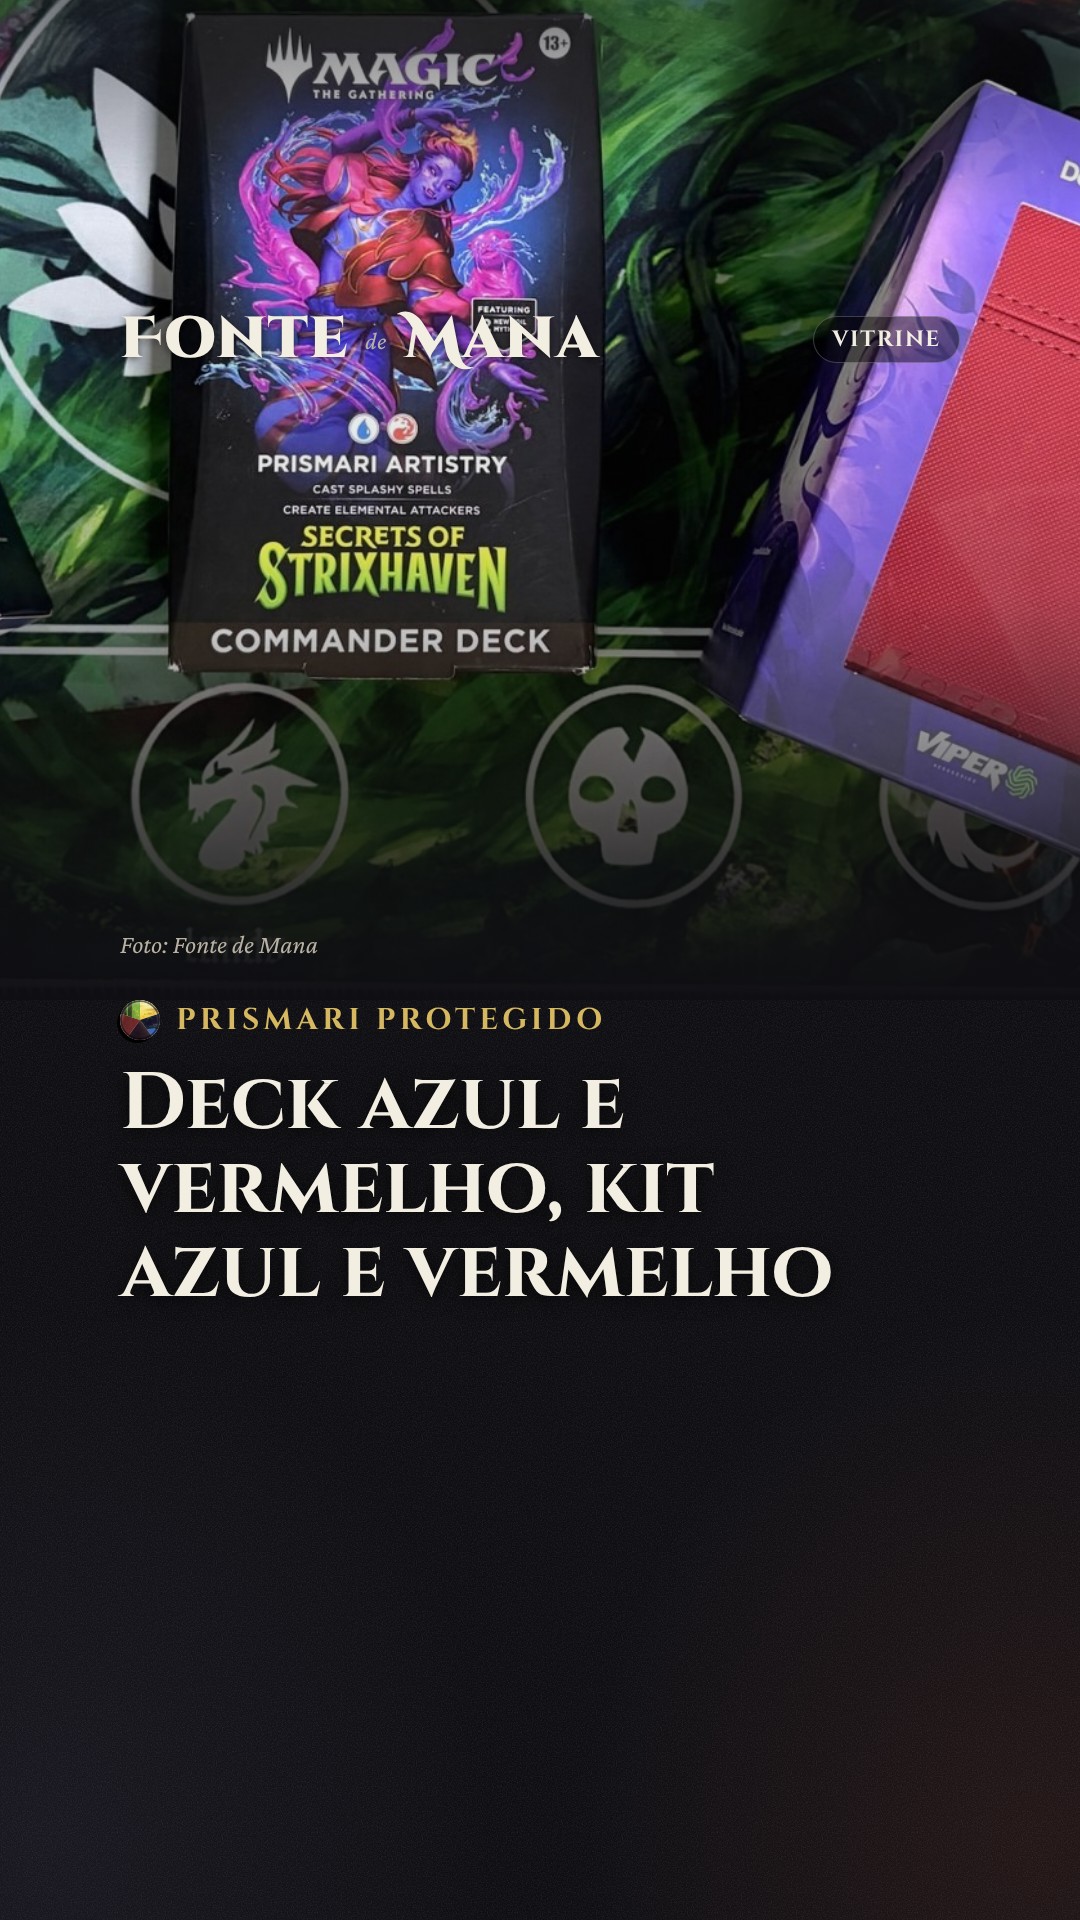 MAGIC
THE GATHERING
13+
FEATURING
FONTE de MANA
VITRINE
PRISMARI ARTISTRY
CAST SPLASHY SPELLS
CREATE ELEMENTAL ATTACKERS
SECRETS OF
STRIXHAVEN
COMMANDER DECK
VIPER
Foto: Fonte de Mana
PRISMARI PROTEGIDO
DECK AZUL E
VERMELHO, KIT
AZUL E VERMELHO